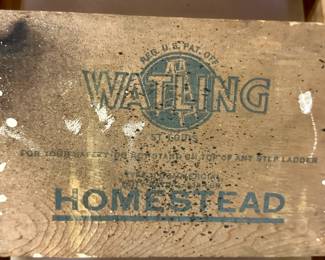 REG. U.S. PAT. OFF.
WATLING
ST. LOUIS
FOR YOUR SAFETY DO NOT STAND ON TOP OF ANY STEP LADDER
HOMESTEAD